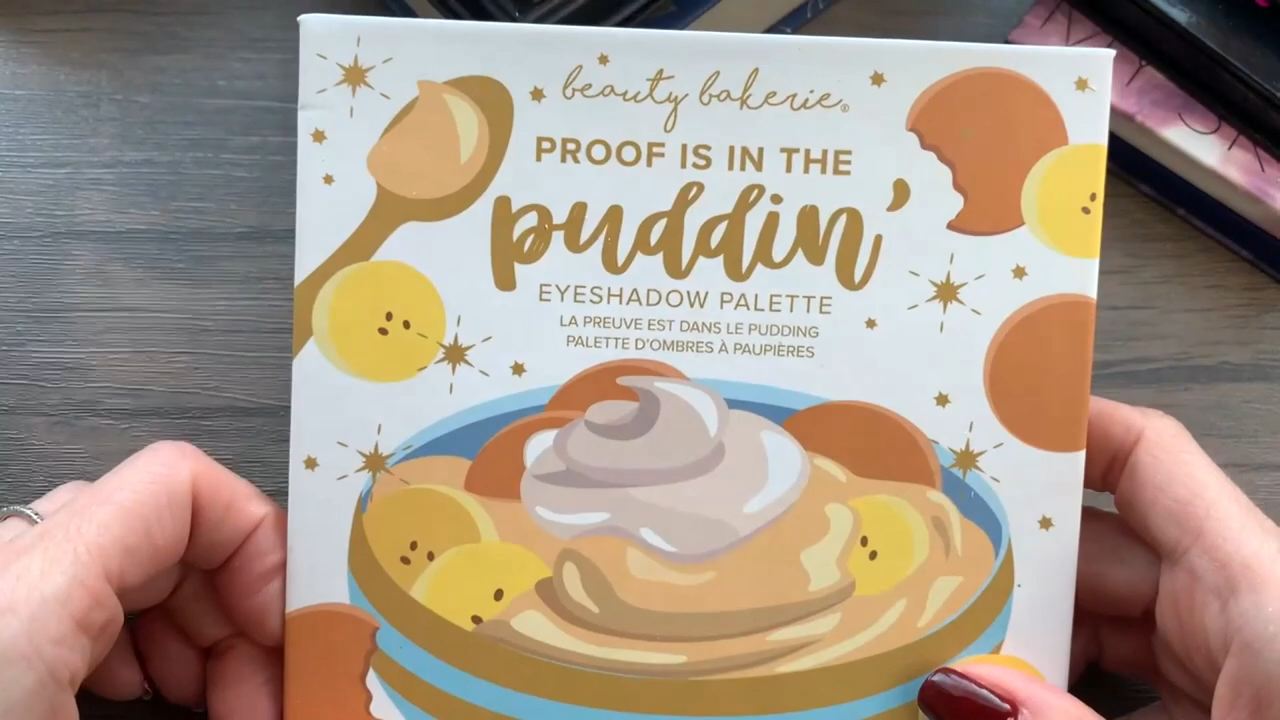 beauty bakerie®
PROOF IS IN THE
puddin'
EYESHADOW PALETTE
LA PREUVE EST DANS LE PUDDING
PALETTE D'OMBRES À PAUPIÈRES